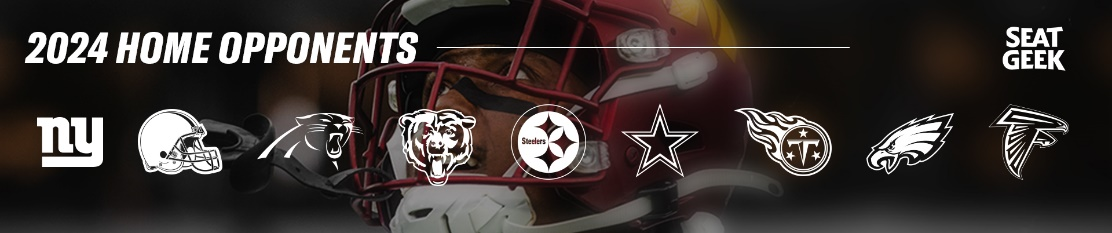 2024 HOME OPPONENTS
SEAT
GEEK
ny
Steelers
T